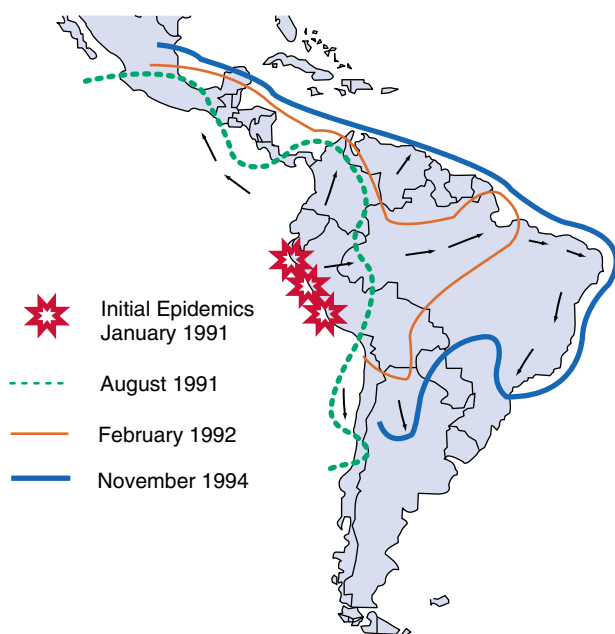 Initial Epidemics
January 1991
August 1991
February 1992
November 1994